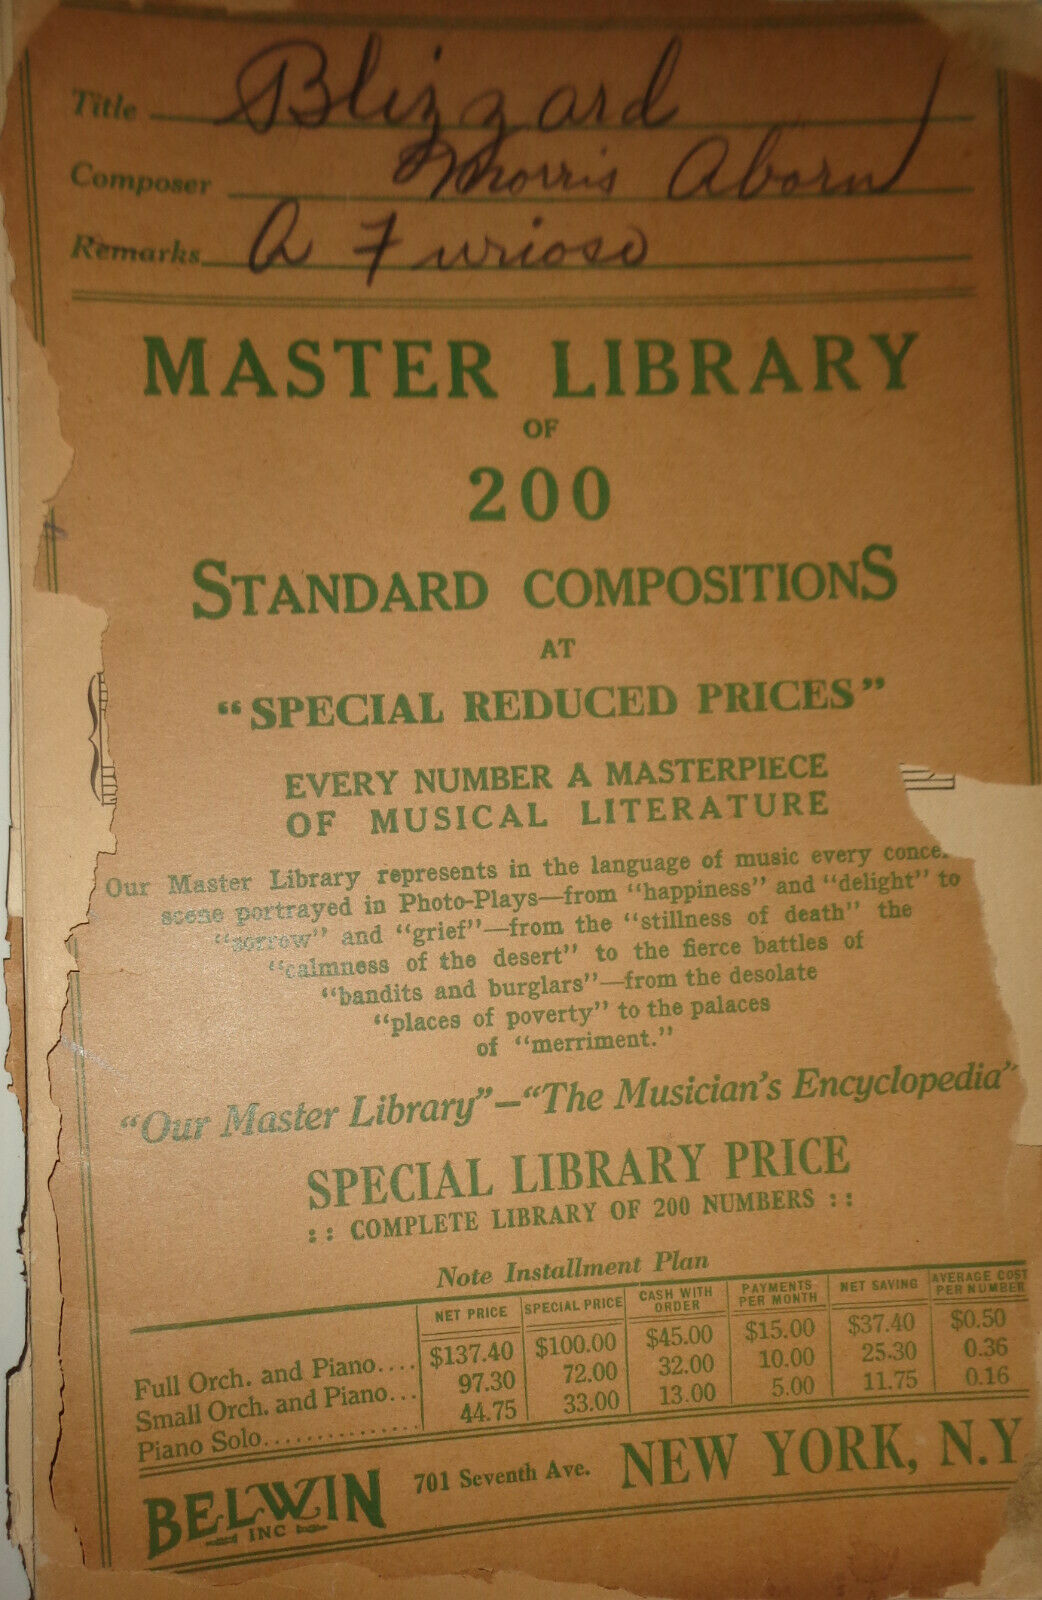 Title Blizzard
Composer Morris Aborn
Remarks A Furioso
MASTER LIBRARY
OF
200
STANDARD COMPOSITIONS
AT
"SPECIAL REDUCED PRICES"
EVERY NUMBER A MASTERPIECE
OF MUSICAL LITERATURE
Our Master Library represents in the language of music every
scene portrayed in Photo-Plays—from "happiness" and "delight" to
"sorrow" and "grief"—from the "stillness of death" the
"calmness of the desert" to the fierce battles of
"bandits and burglars"—from the desolate
"places of poverty" to the palaces
of "merriment."
"Our Master Library"—"The Musician's Encyclopedia"
SPECIAL LIBRARY PRICE
:: COMPLETE LIBRARY OF 200 NUMBERS ::
Note Installment Plan
NET PRICE SPECIAL PRICE CASH WITH ORDER PAYMENTS PER MONTH NET SAVING AVERAGE COST PER NUMBER
Full Orch. and Piano.... $137.40 $100.00 $45.00 $15.00 $37.40 $0.50
Small Orch. and Piano... 97.30 72.00 32.00 10.00 25.30 0.36
Piano Solo............... 44.75 33.00 13.00 5.00 11.75 0.16
BELWIN INC 701 Seventh Ave. NEW YORK, N.Y